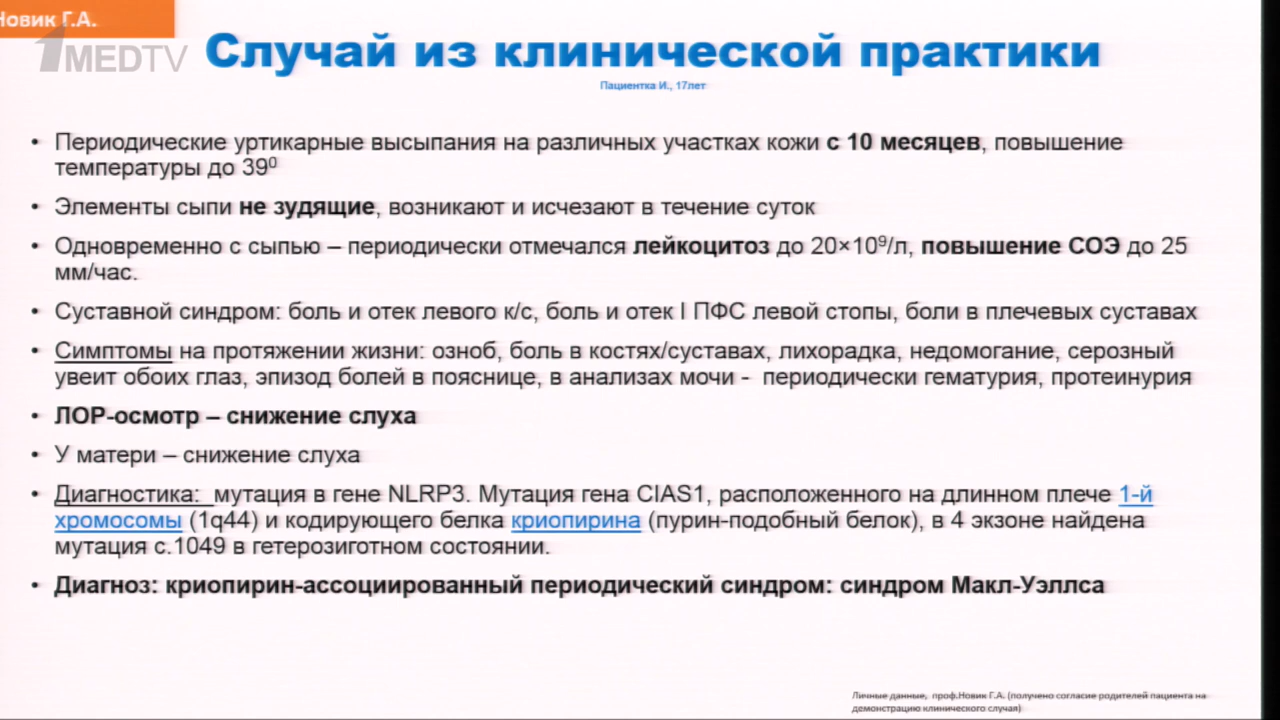 Новик Г.А.
1MEDTV
Случай из клинической практики
Пациентка И., 17лет
• Периодические уртикарные высыпания на различных участках кожи с 10 месяцев, повышение
температуры до 39⁰
• Элементы сыпи не зудящие, возникают и исчезают в течение суток
• Одновременно с сыпью – периодически отмечался лейкоцитоз до 20×10⁹/л, повышение СОЭ до 25
мм/час.
• Суставной синдром: боль и отек левого к/с, боль и отек I ПФС левой стопы, боли в плечевых суставах
• Симптомы на протяжении жизни: озноб, боль в костях/суставах, лихорадка, недомогание, серозный
увеит обоих глаз, эпизод болей в пояснице, в анализах мочи - периодически гематурия, протеинурия
• ЛОР-осмотр – снижение слуха
• У матери – снижение слуха
• Диагностика: мутация в гене NLRP3. Мутация гена CIAS1, расположенного на длинном плече 1-й
хромосомы (1q44) и кодирующего белка криопирина (пурин-подобный белок), в 4 экзоне найдена
мутация с.1049 в гетерозиготном состоянии.
• Диагноз: криопирин-ассоциированный периодический синдром: синдром Макл-Уэллса
Личные данные, проф.Новик Г.А. (получено согласие родителей пациента на
демонстрацию клинического случая)